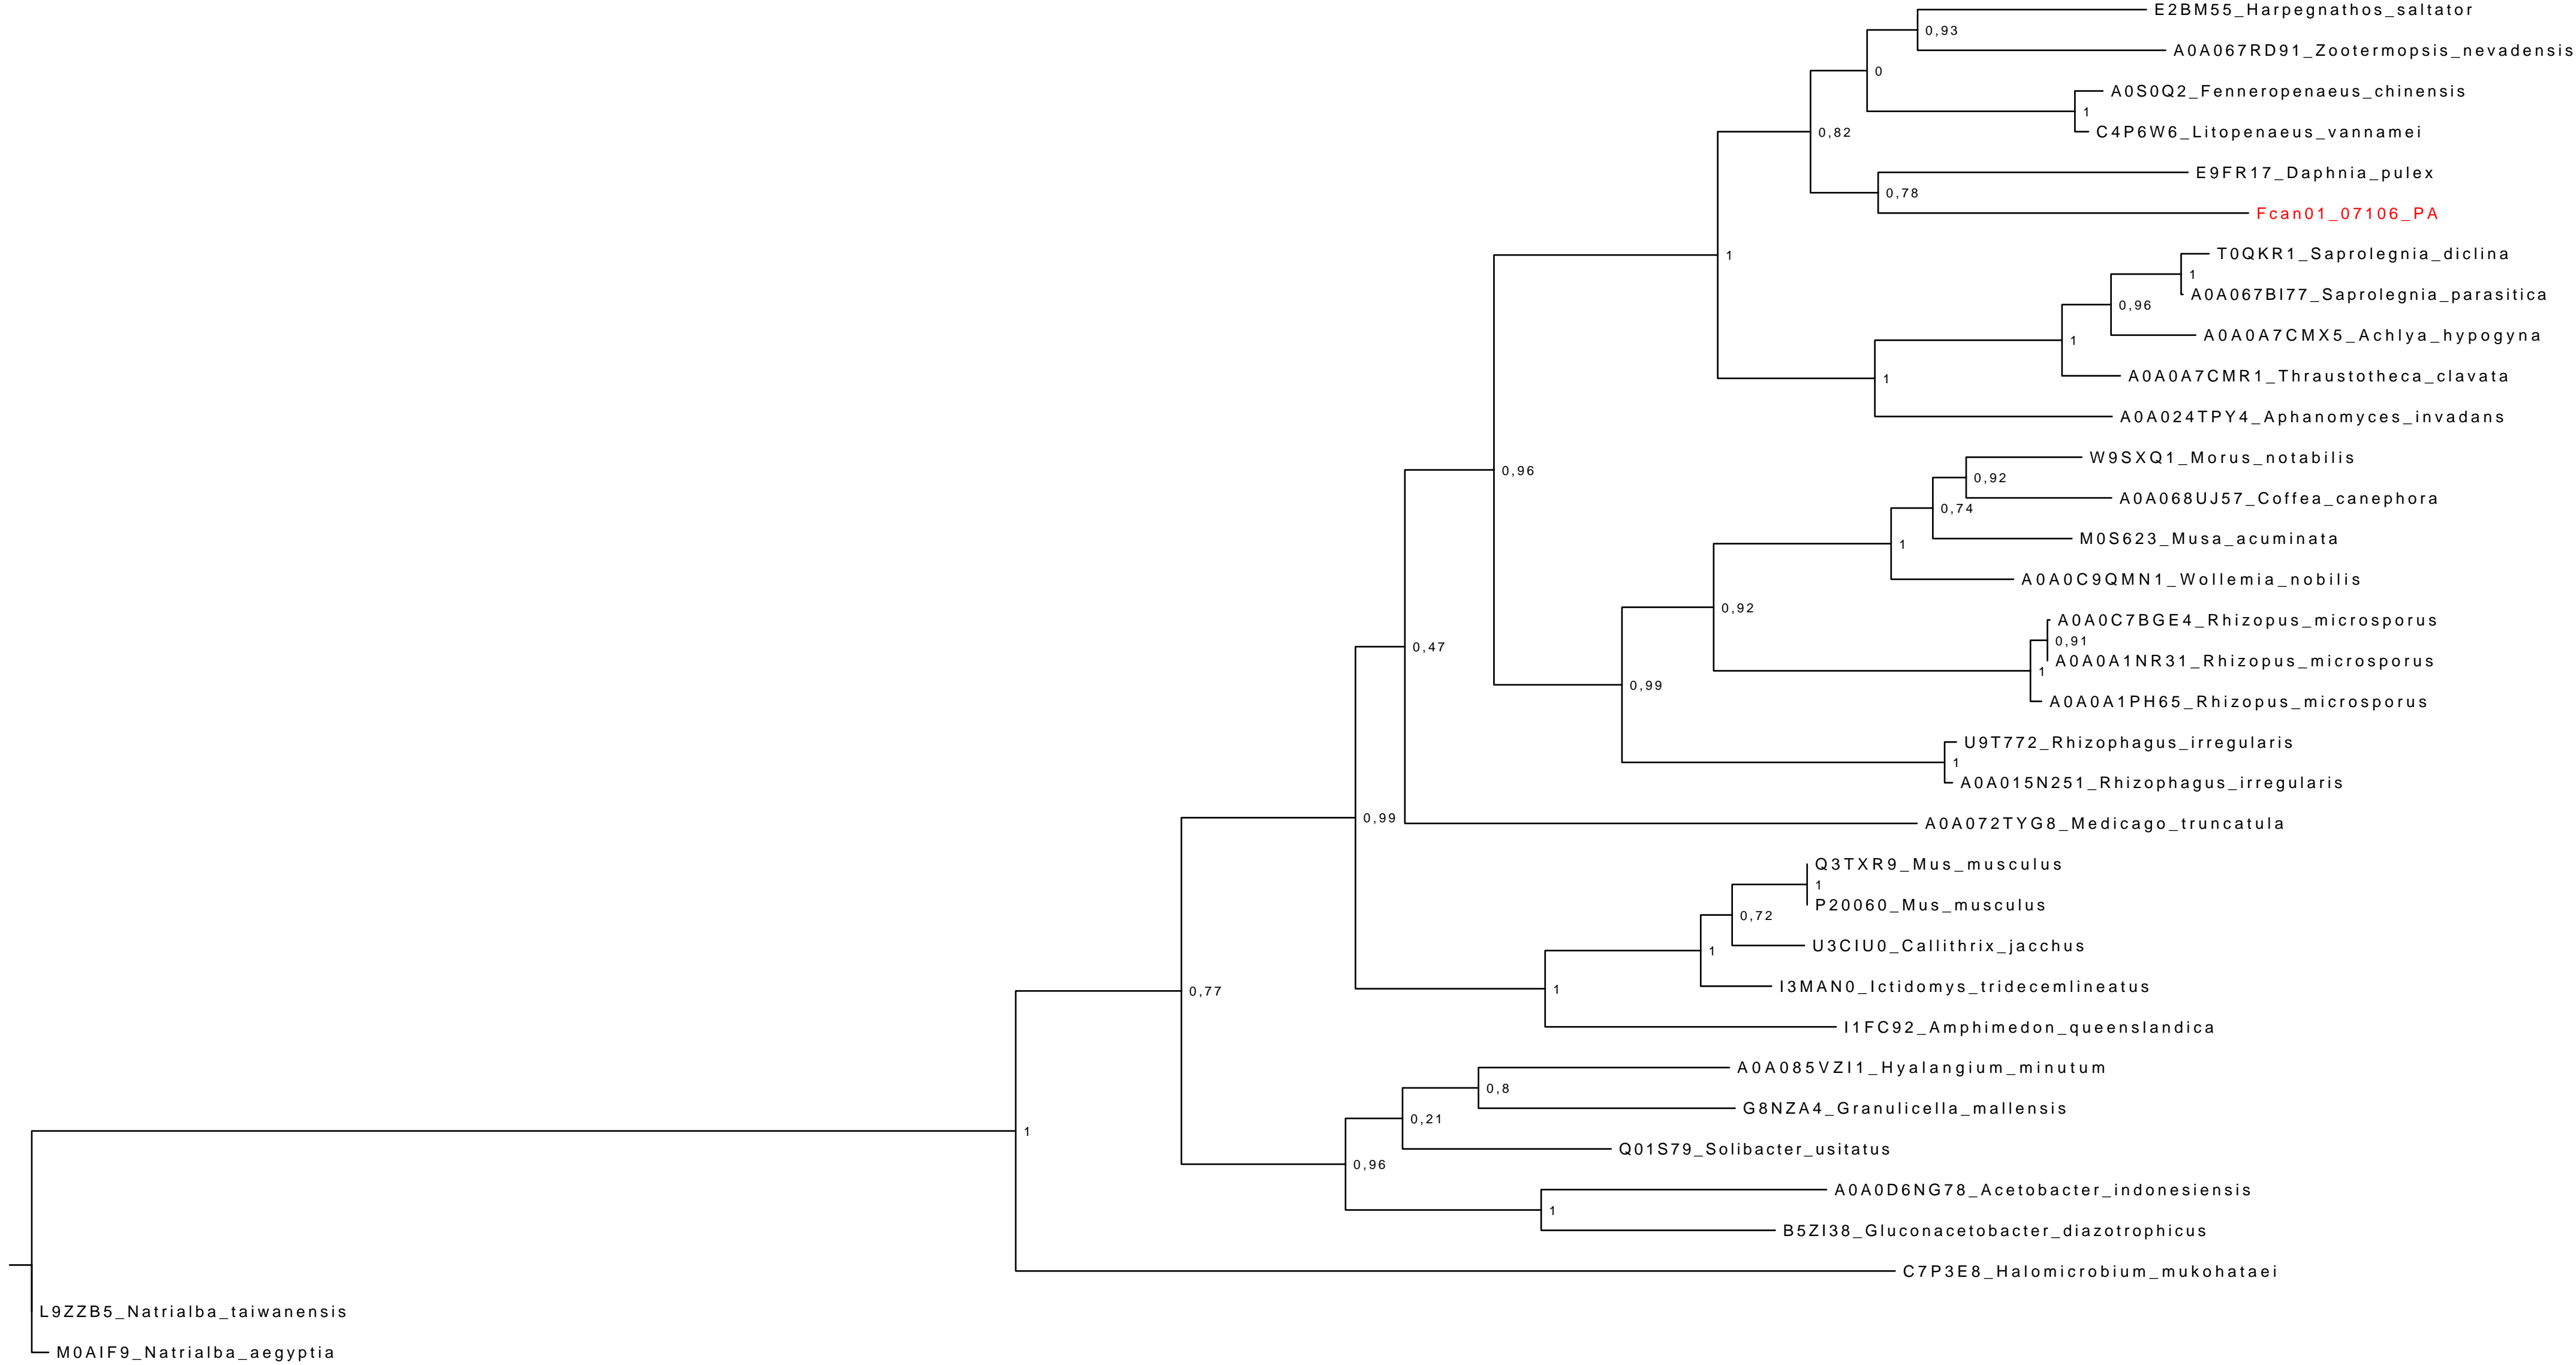 E2BM55_Harpegnathos_saltator
0,93
A0A067RD91_Zootermopsis_nevadensis
0
A0S0Q2_Fenneropenaeus_chinensis
1
C4P6W6_Litopenaeus_vannamei
0,82
E9FR17_Daphnia_pulex
0,78
Fcan01_07106_PA
1
T0QKR1_Saprolegnia_diclina
1
A0A067BI77_Saprolegnia_parasitica
0,96
A0A0A7CMX5_Achlya_hypogyna
1
A0A0A7CMR1_Thraustotheca_clavata
1
A0A024TPY4_Aphanomyces_invadans
0,96
W9SXQ1_Morus_notabilis
0,92
A0A068UJ57_Coffea_canephora
0,74
M0S623_Musa_acuminata
1
A0A0C9QMN1_Wollemia_nobilis
0,92
A0A0C7BGE4_Rhizopus_microsporus
0,91
A0A0A1NR31_Rhizopus_microsporus
1
A0A0A1PH65_Rhizopus_microsporus
0,47
0,99
U9T772_Rhizophagus_irregularis
1
A0A015N251_Rhizophagus_irregularis
0,99
A0A072TYG8_Medicago_truncatula
Q3TXR9_Mus_musculus
1
P20060_Mus_musculus
0,72
U3CIU0_Callithrix_jacchus
1
I3MAN0_Ictidomys_tridecemlineatus
0,77
1
I1FC92_Amphimedon_queenslandica
A0A085VZI1_Hyalangium_minutum
0,8
G8NZA4_Granulicella_mallensis
0,21
1
Q01S79_Solibacter_usitatus
0,96
A0A0D6NG78_Acetobacter_indonesiensis
1
B5ZI38_Gluconacetobacter_diazotrophicus
C7P3E8_Halomicrobium_mukohataei
L9ZZB5_Natrialba_taiwanensis
M0AIF9_Natrialba_aegyptia